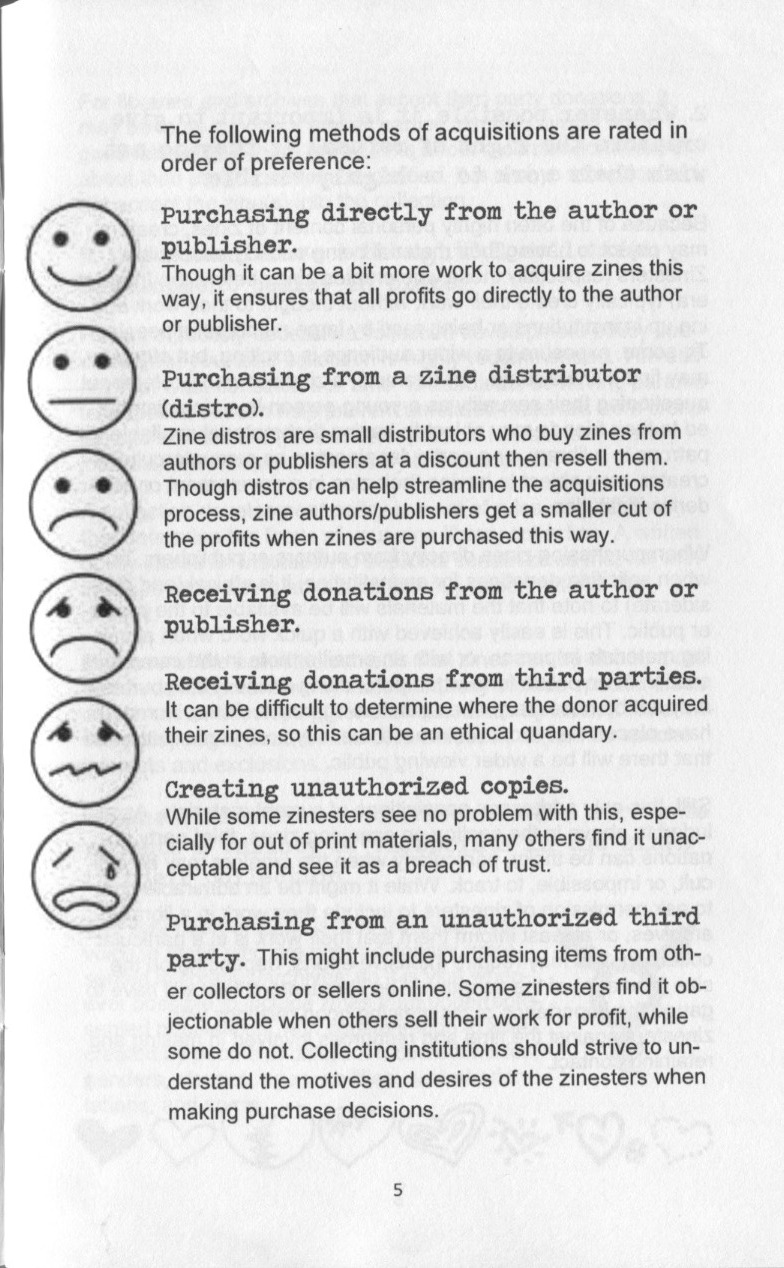 The following methods of acquisitions are rated in
order of preference:
Purchasing directly from the author or
publisher.
Though it can be a bit more work to acquire zines this
way, it ensures that all profits go directly to the author
or publisher.
Purchasing from a zine distributor
(distro).
Zine distros are small distributors who buy zines from
authors or publishers at a discount then resell them.
Though distros can help streamline the acquisitions
process, zine authors/publishers get a smaller cut of
the profits when zines are purchased this way.
Receiving donations from the author or
publisher.
Receiving donations from third parties.
It can be difficult to determine where the donor acquired
their zines, so this can be an ethical quandary.
Creating unauthorized copies.
While some zinesters see no problem with this, espe-
cially for out of print materials, many others find it unac-
ceptable and see it as a breach of trust.
Purchasing from an unauthorized third
party. This might include purchasing items from oth-
er collectors or sellers online. Some zinesters find it ob-
jectionable when others sell their work for profit, while
some do not. Collecting institutions should strive to un-
derstand the motives and desires of the zinesters when
making purchase decisions.
5